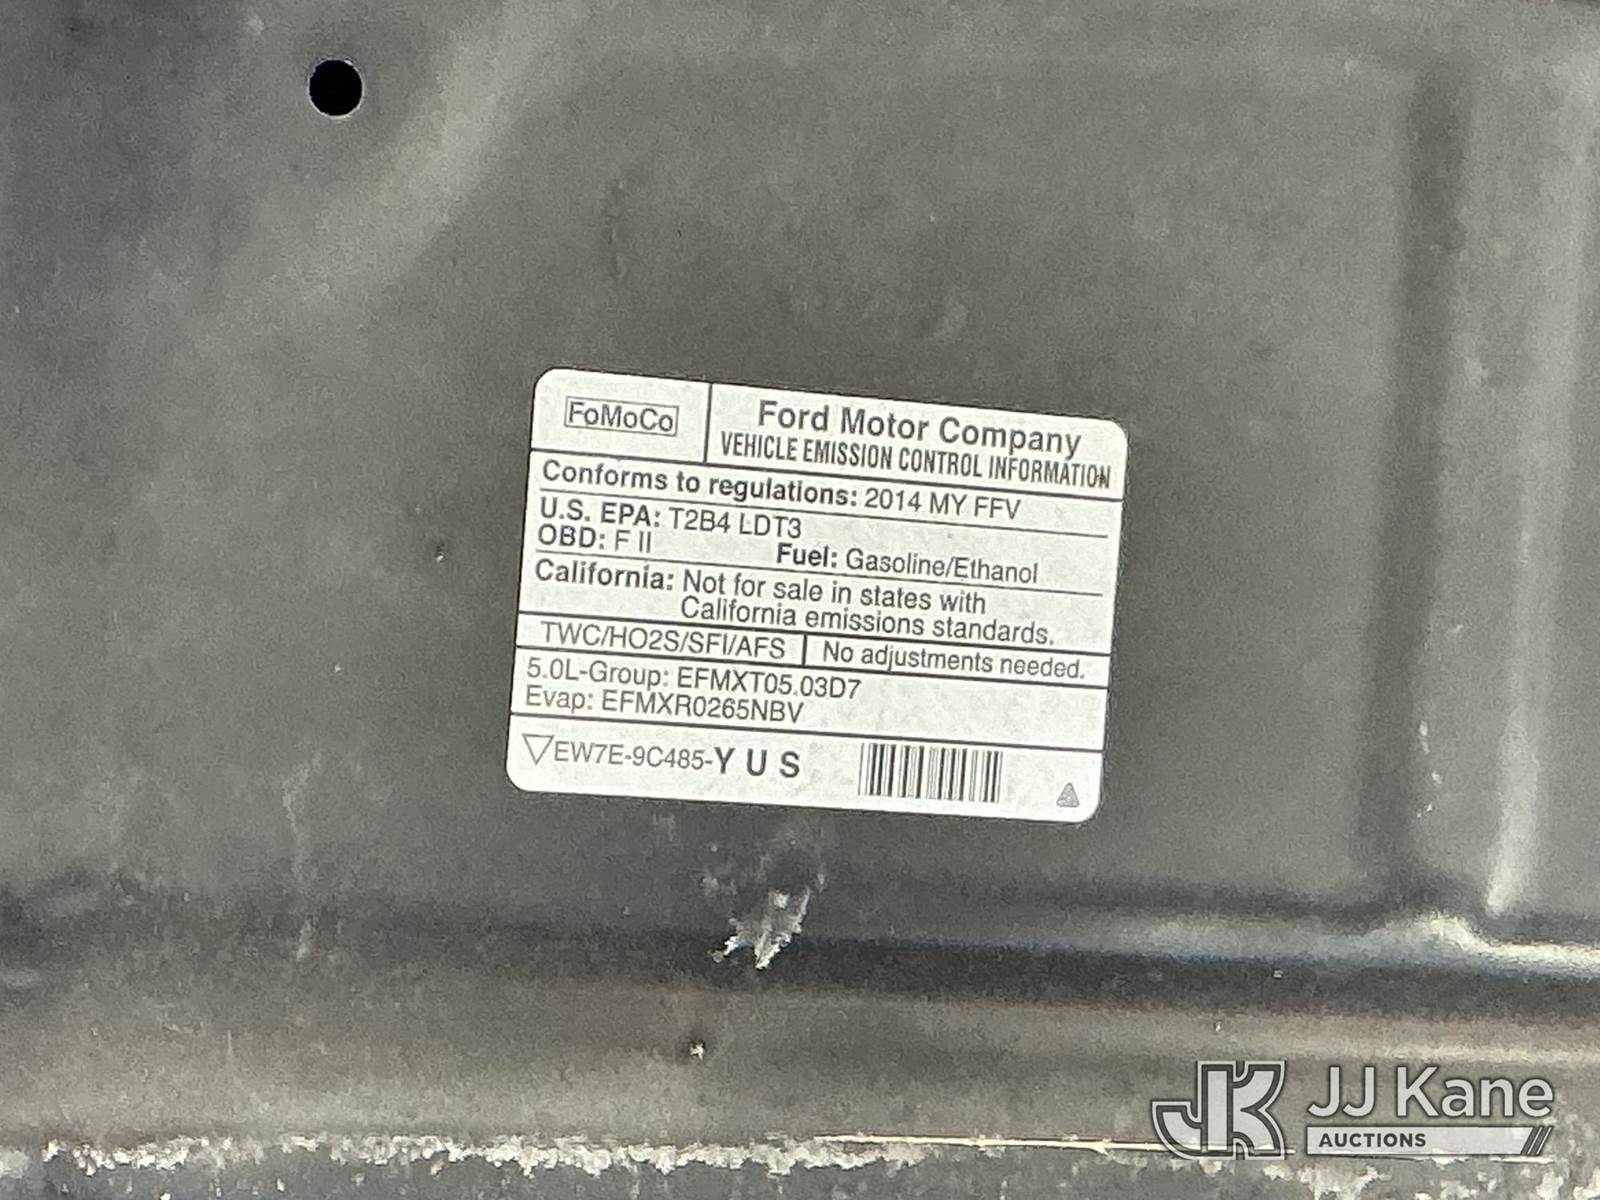 FoMoCo
Ford Motor Company
VEHICLE EMISSION CONTROL INFORMATION
Conforms to regulations: 2014 MY FFV
U.S. EPA: T2B4 LDT3
OBD: F II Fuel: Gasoline/Ethanol
California: Not for sale in states with
California emissions standards.
TWC/HO2S/SFI/AFS No adjustments needed.
5.0L-Group: EFMXT05.03D7
Evap: EFMXR0265NBV
EW7E-9C485-Y U S
JK JJ Kane
AUCTIONS